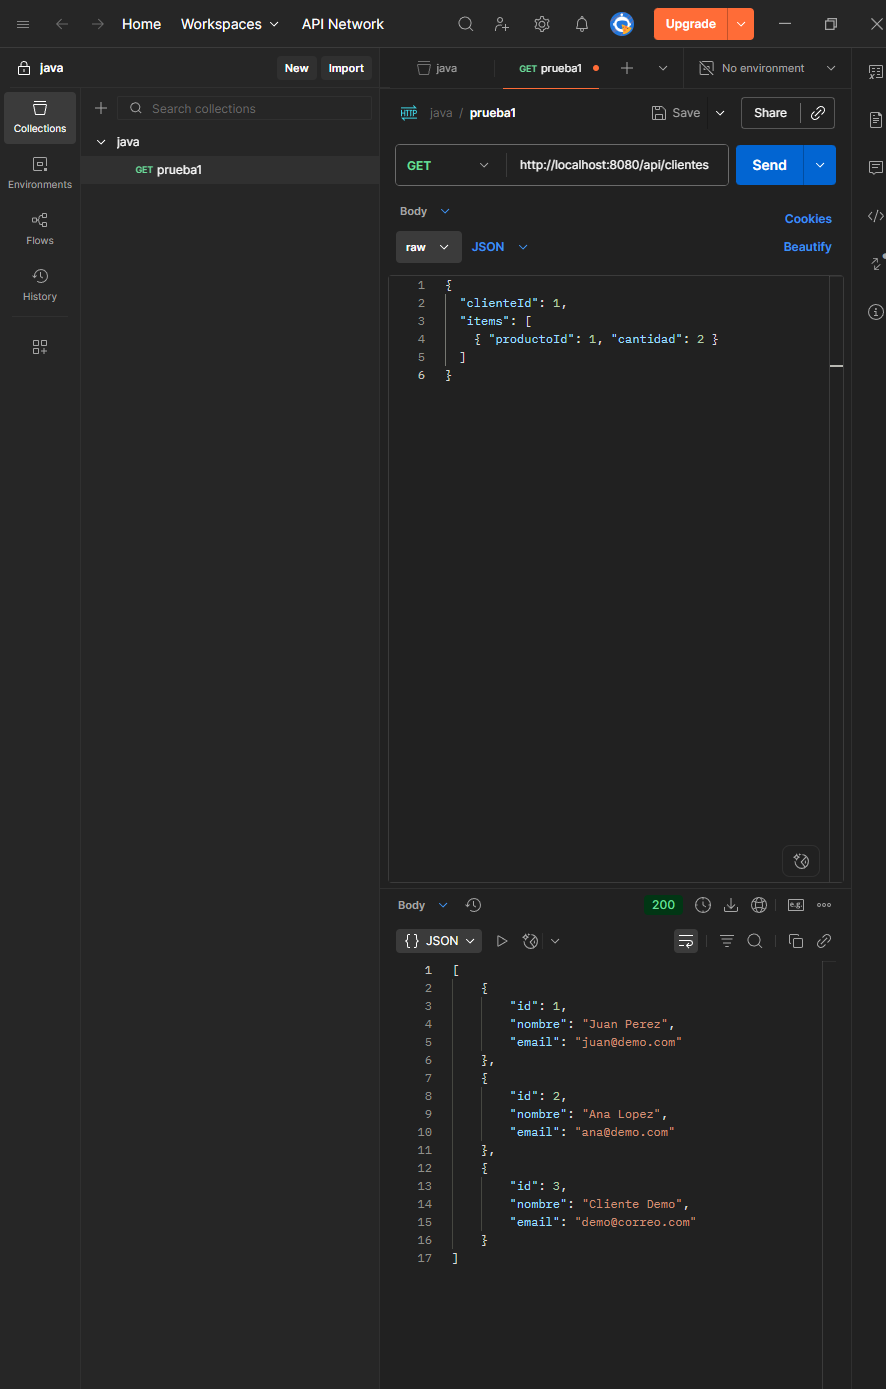 Home Workspaces API Network Upgrade
java New Import java GET prueba1 No environment
Collections
Environments
Flows
History
Search collections
java
GET prueba1
HTTP java / prueba1 Save Share
GET http://localhost:8080/api/clientes Send
Body Cookies
raw JSON Beautify
1 {
2 "clienteId": 1,
3 "items": [
4 { "productoId": 1, "cantidad": 2 }
5 ]
6 }
Body 200 e.g.
{} JSON
1 [
2 {
3 "id": 1,
4 "nombre": "Juan Perez",
5 "email": "juan@demo.com"
6 },
7 {
8 "id": 2,
9 "nombre": "Ana Lopez",
10 "email": "ana@demo.com"
11 },
12 {
13 "id": 3,
14 "nombre": "Cliente Demo",
15 "email": "demo@correo.com"
16 }
17 ]